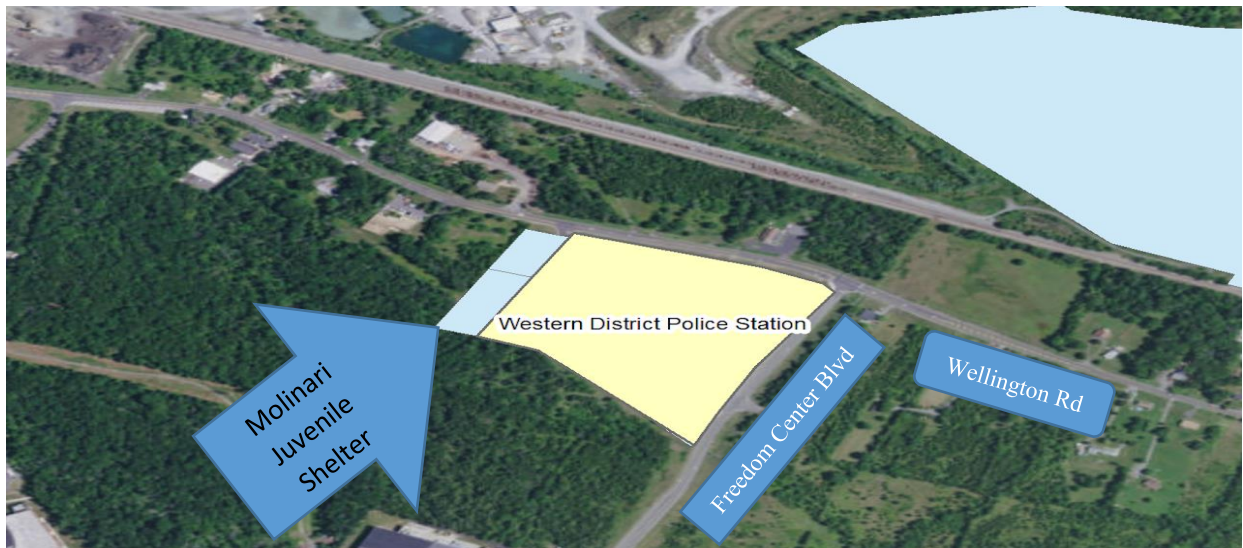 Western District Police Station
Molinari
Juvenile
Shelter
Freedom Center Blvd
Wellington Rd